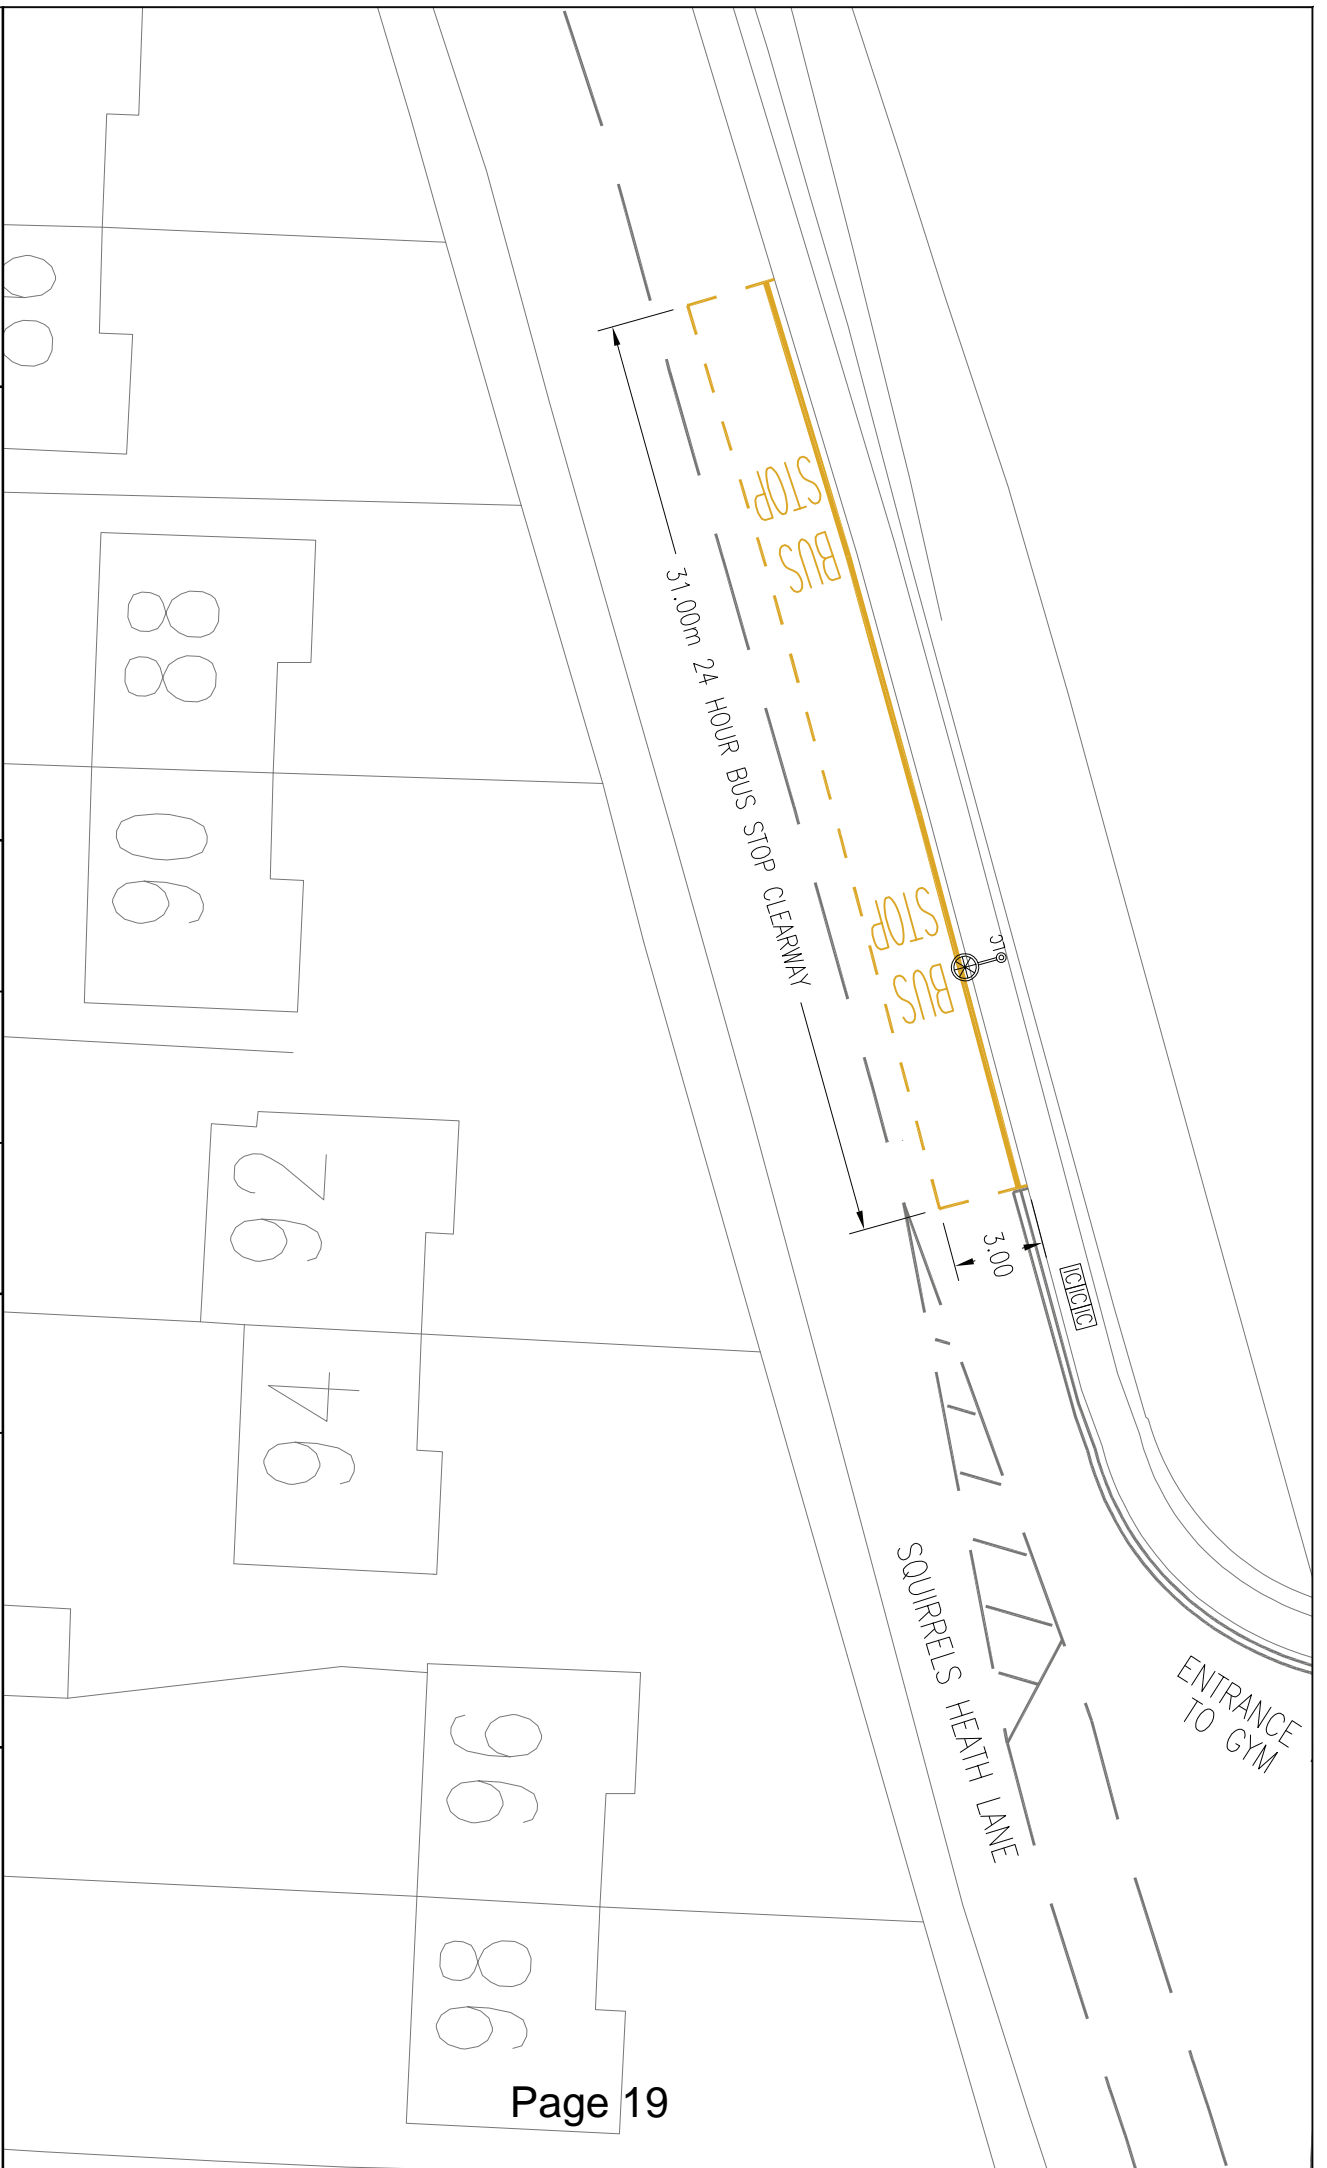 88
90
92
94
96
98
STOP
BUS
31.00m 24 HOUR BUS STOP CLEARWAY
STOP
BUS
3.00
SQUIRRELS HEATH LANE
ENTRANCE
TO GYM
Page 19